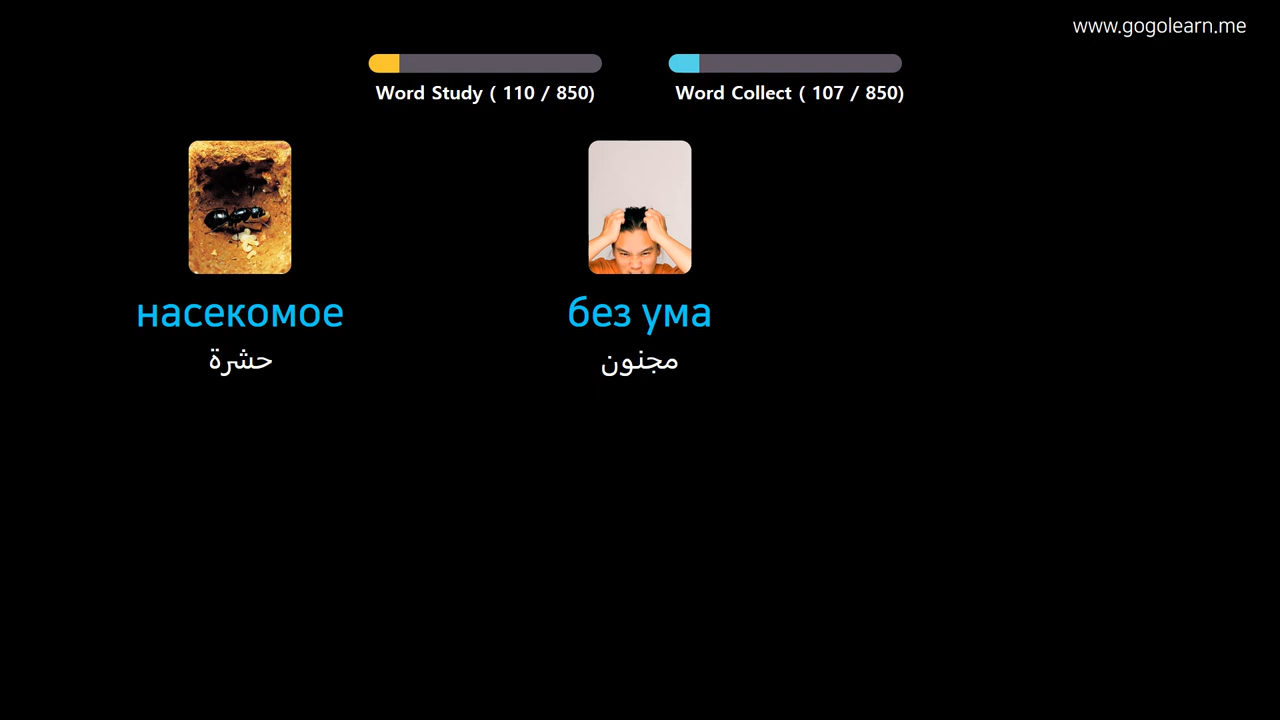 www.gogolearn.me
Word Study ( 110 / 850)
Word Collect ( 107 / 850)
насекомое
حشرة
без ума
مجنون